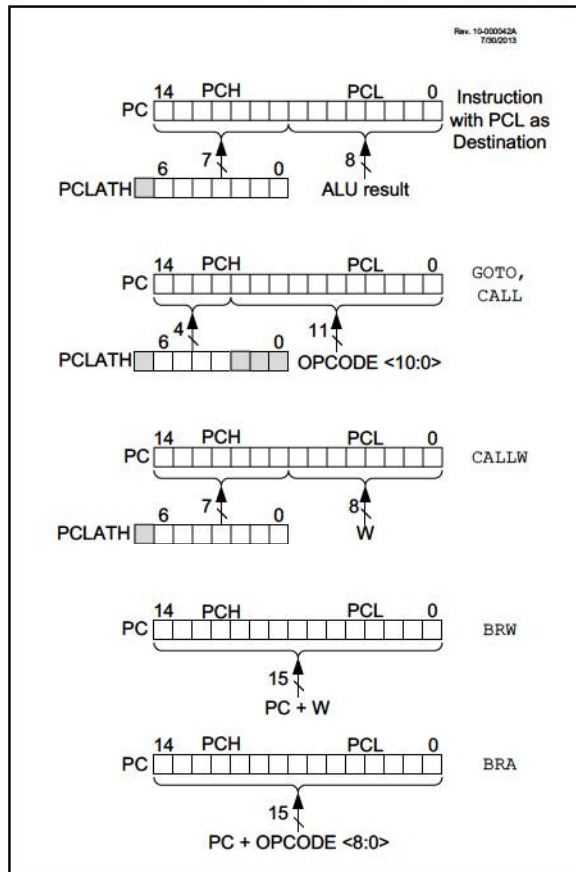 Rev. 10-000042A
7/30/2013
14 PCH PCL 0
PC
Instruction
with PCL as
Destination
7 8
6 0
PCLATH
ALU result
14 PCH PCL 0
PC
GOTO,
CALL
4 11
6 0
PCLATH
OPCODE <10:0>
14 PCH PCL 0
PC
CALLW
7 8
6 0
PCLATH
W
14 PCH PCL 0
PC
BRW
15
PC + W
14 PCH PCL 0
PC
BRA
15
PC + OPCODE <8:0>